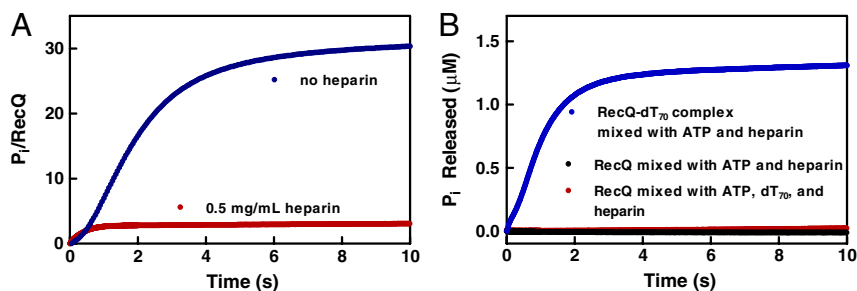 A
P_i/RecQ
30
20
10
0
no heparin
0.5 mg/mL heparin
0
2
4
6
8
10
Time (s)
B
P_i Released (μM)
1.5
1.0
0.5
0.0
RecQ-dT_70 complex
mixed with ATP and heparin
RecQ mixed with ATP and heparin
RecQ mixed with ATP, dT_70, and
heparin
0
2
4
6
8
10
Time (s)